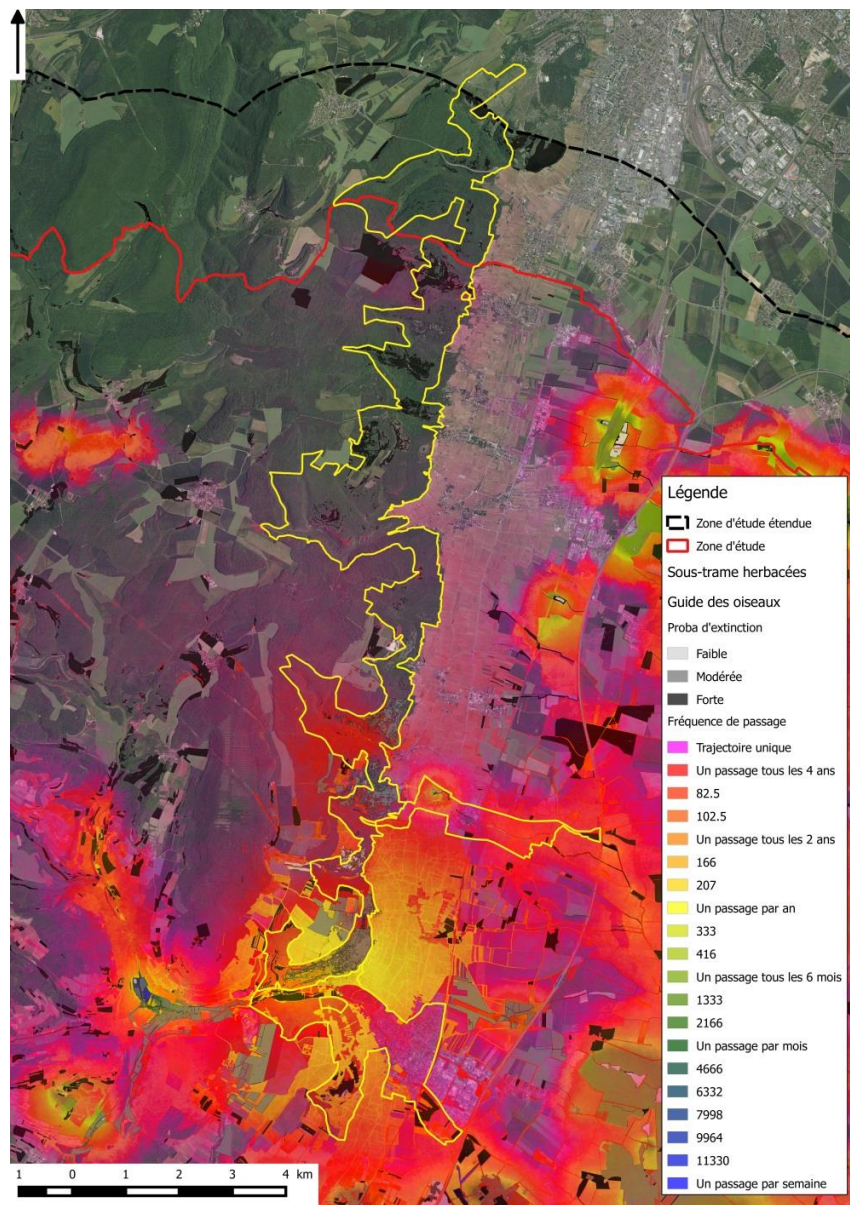 Légende
Zone d'étude étendue
Zone d'étude
Sous-trame herbacées
Guide des oiseaux
Proba d'extinction
Faible
Modérée
Forte
Fréquence de passage
Trajectoire unique
Un passage tous les 4 ans
82.5
102.5
Un passage tous les 2 ans
166
207
Un passage par an
333
416
Un passage tous les 6 mois
1333
2166
Un passage par mois
4666
6332
7998
9964
11330
Un passage par semaine
1 0 1 2 3 4 km